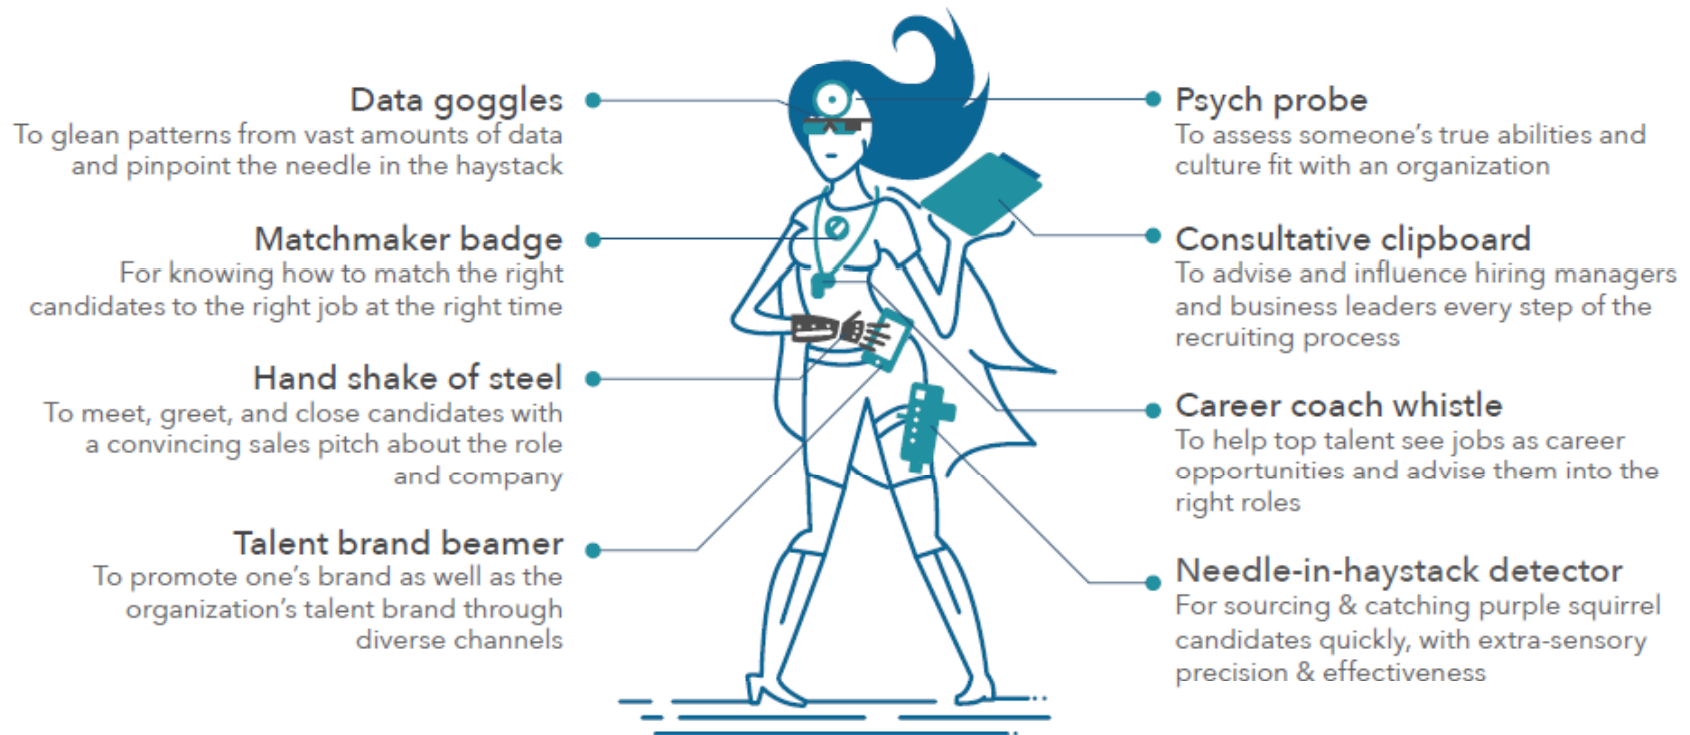 Data goggles
To glean patterns from vast amounts of data
and pinpoint the needle in the haystack
Matchmaker badge
For knowing how to match the right
candidates to the right job at the right time
Hand shake of steel
To meet, greet, and close candidates with
a convincing sales pitch about the role
and company
Talent brand beamer
To promote one’s brand as well as the
organization’s talent brand through
diverse channels
Psych probe
To assess someone’s true abilities and
culture fit with an organization
Consultative clipboard
To advise and influence hiring managers
and business leaders every step of the
recruiting process
Career coach whistle
To help top talent see jobs as career
opportunities and advise them into the
right roles
Needle-in-haystack detector
For sourcing & catching purple squirrel
candidates quickly, with extra-sensory
precision & effectiveness